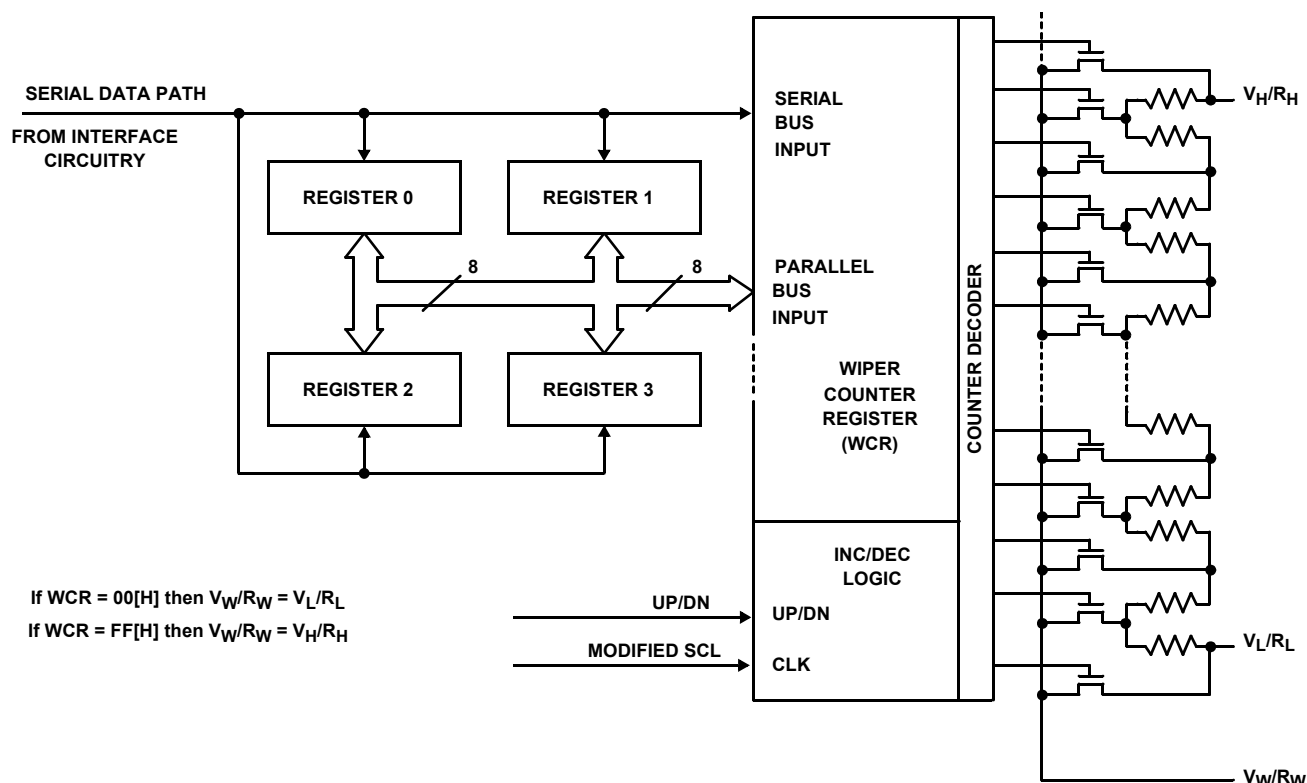 SERIAL DATA PATH
FROM INTERFACE
CIRCUITRY
REGISTER 0
REGISTER 1
8
8
REGISTER 2
REGISTER 3
SERIAL
BUS
INPUT
PARALLEL
BUS
INPUT
WIPER
COUNTER
REGISTER
(WCR)
COUNTER DECODER
INC/DEC
LOGIC
UP/DN
UP/DN
MODIFIED SCL
CLK
If WCR = 00[H] then VW/RW = VL/RL
If WCR = FF[H] then VW/RW = VH/RH
VH/RH
VL/RL
VW/RW